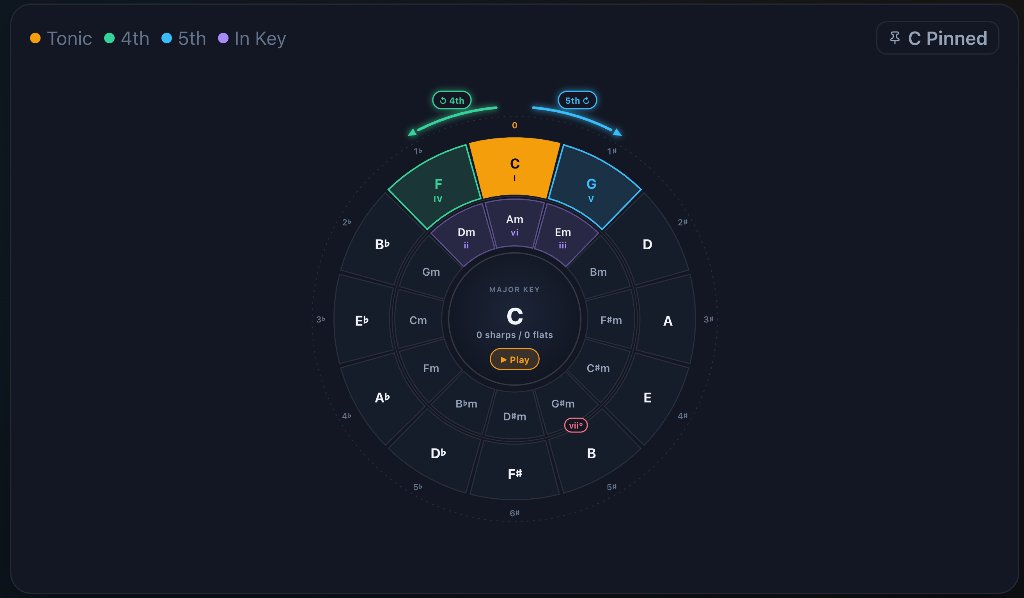 Tonic 4th 5th In Key
C Pinned
↺ 4th
5th ↻
0
1♭
1♯
C
I
F
IV
G
V
2♭
2♯
Am
vi
Dm
ii
Em
iii
B♭
D
Gm
Bm
MAJOR KEY
C
0 sharps / 0 flats
▶ Play
3♭
E♭
Cm
F#m
A
3♯
Fm
C#m
A♭
E
4♭
4♯
B♭m
G#m
D#m
vii°
D♭
B
F#
5♭
5♯
6♯